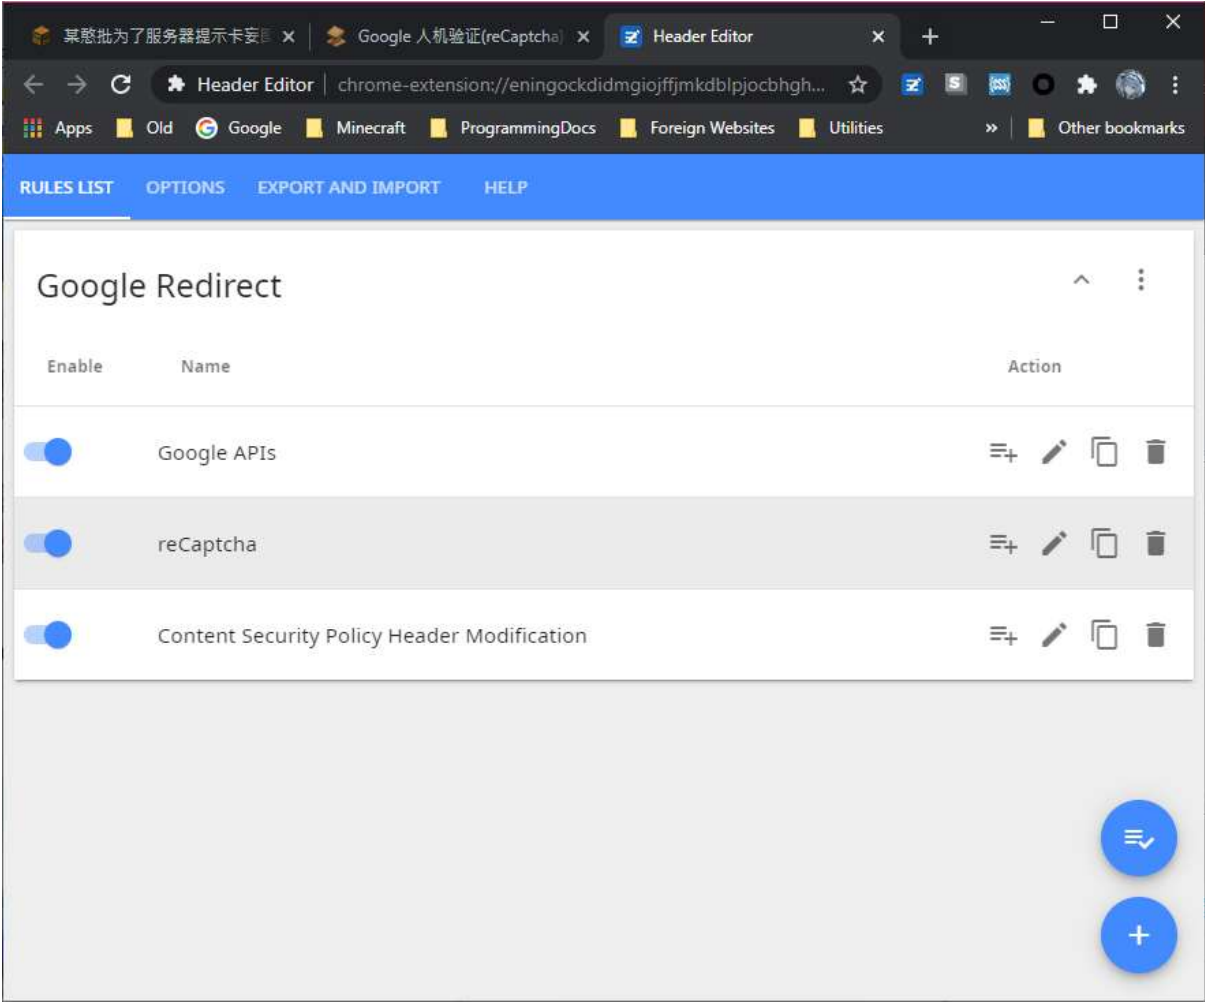 某憨批为了服务器提示卡妄
Google 人机验证(reCaptcha)
Header Editor
Header Editor
chrome-extension://eningockdidmgiojffjmkdblpjocbhgh...
Apps
Old
Google
Minecraft
ProgrammingDocs
Foreign Websites
Utilities
»
Other bookmarks
RULES LIST
OPTIONS
EXPORT AND IMPORT
HELP
Google Redirect
Enable
Name
Action
Google APIs
reCaptcha
Content Security Policy Header Modification